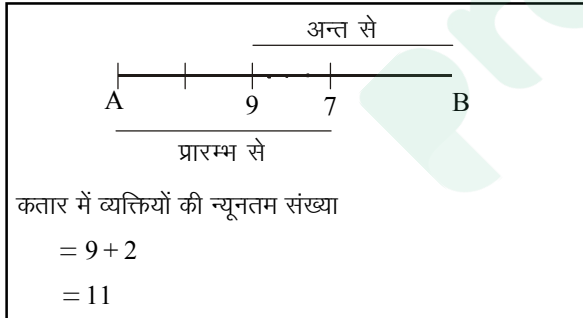 अन्त से
A 9 7 B
प्रारम्भ से
कतार में व्यक्तियों की न्यूनतम संख्या
= 9 + 2
= 11